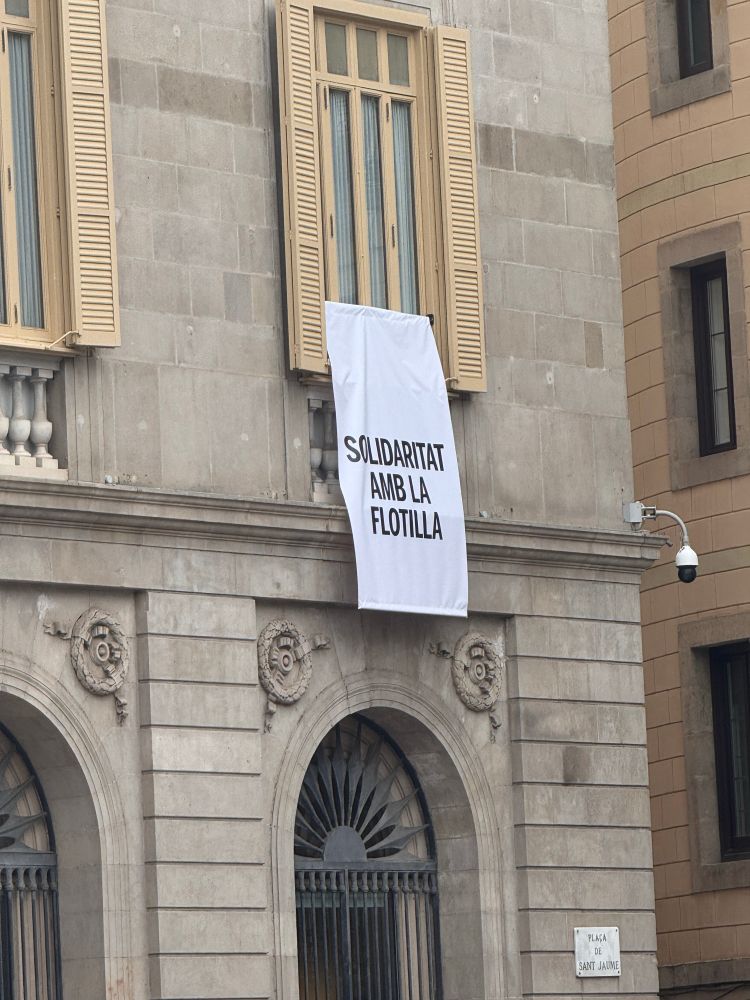 SOLIDARITAT
AMB LA
FLOTILLA
PLAÇA
DE
SANT JAUME